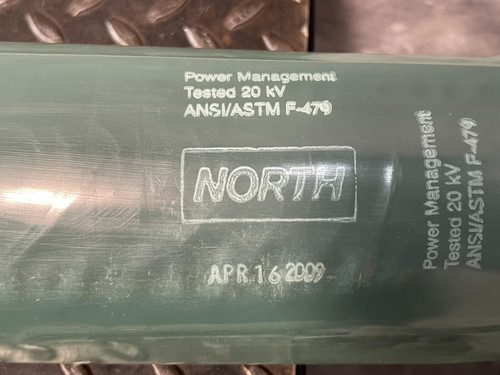 Power Management
Tested 20 kV
ANSI/ASTM F-479
NORTH
APR 16 2009
Power Management
Tested 20 kV
ANSI/ASTM F-479